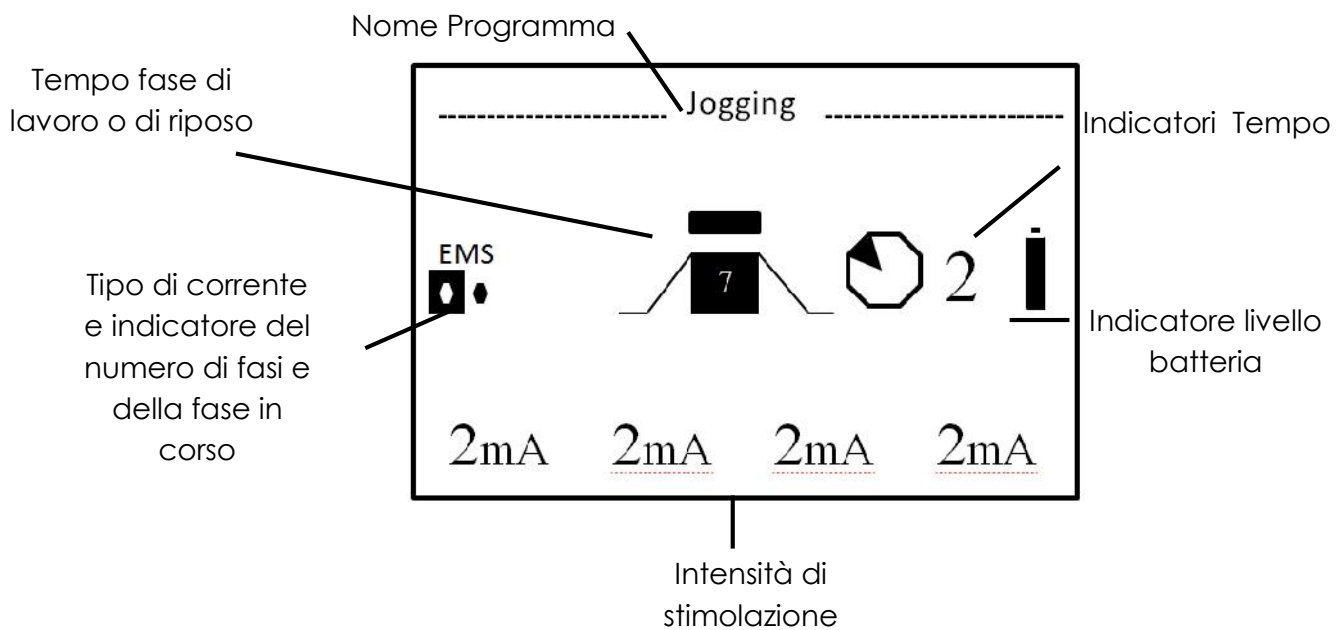 Nome Programma
Tempo fase di
lavoro o di riposo
Jogging
Indicatori Tempo
EMS
7
2
Tipo di corrente
e indicatore del
numero di fasi e
della fase in
corso
Indicatore livello
batteria
2mA 2mA 2mA 2mA
Intensità di
stimolazione